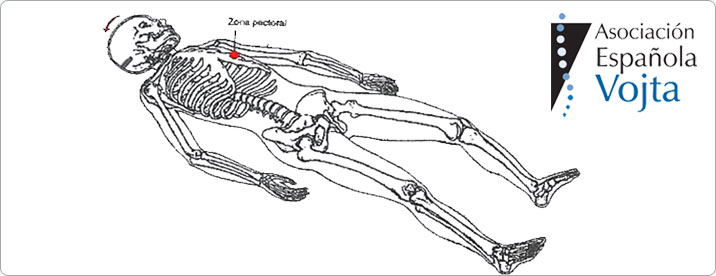 Zona pectoral
Asociación
Española
Vojta